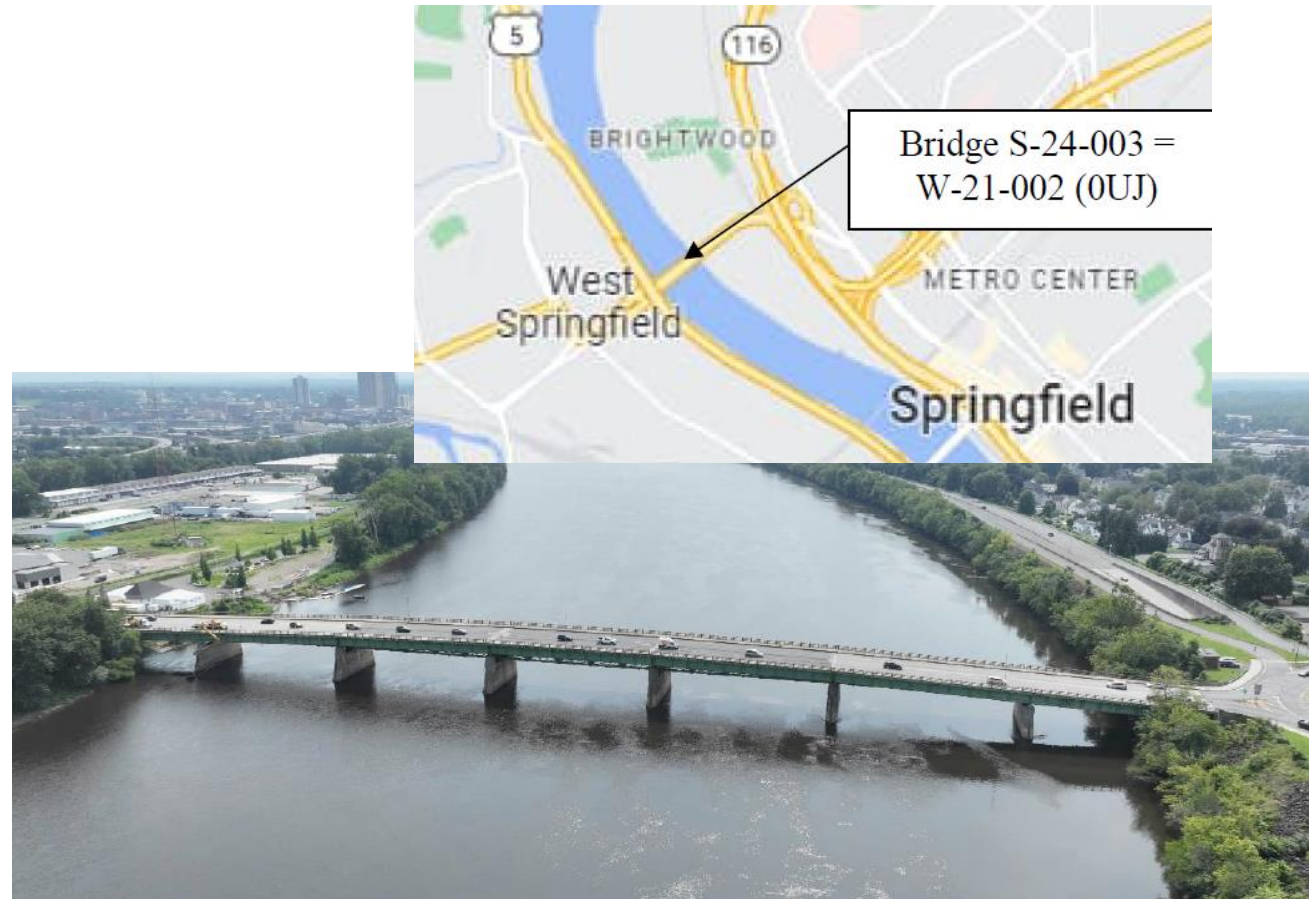 5
116
BRIGHTWOOD
Bridge S-24-003 =
W-21-002 (0UJ)
METRO CENTER
West
Springfield
Springfield